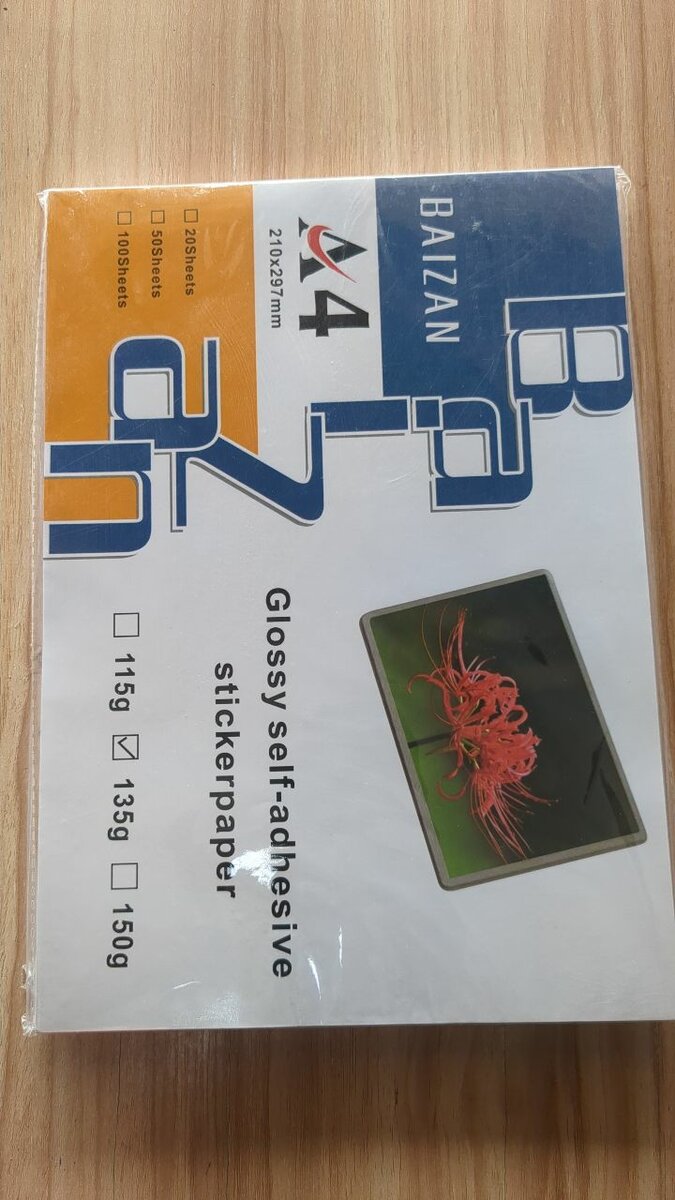 BAIZAN
A4
210x297mm
☐ 20Sheets
☐ 50Sheets
☐ 100Sheets
BaiZan
Glossy self-adhesive
stickerpaper
☐ 115g ☑ 135g ☐ 150g